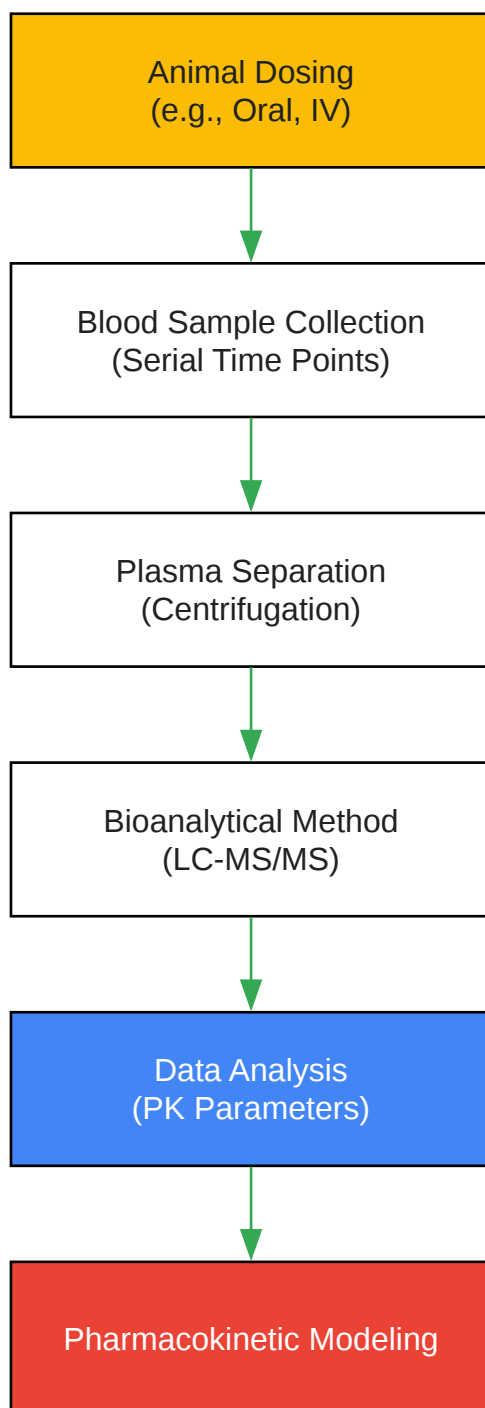 Animal Dosing
(e.g., Oral, IV)
Blood Sample Collection
(Serial Time Points)
Plasma Separation
(Centrifugation)
Bioanalytical Method
(LC-MS/MS)
Data Analysis
(PK Parameters)
Pharmacokinetic Modeling